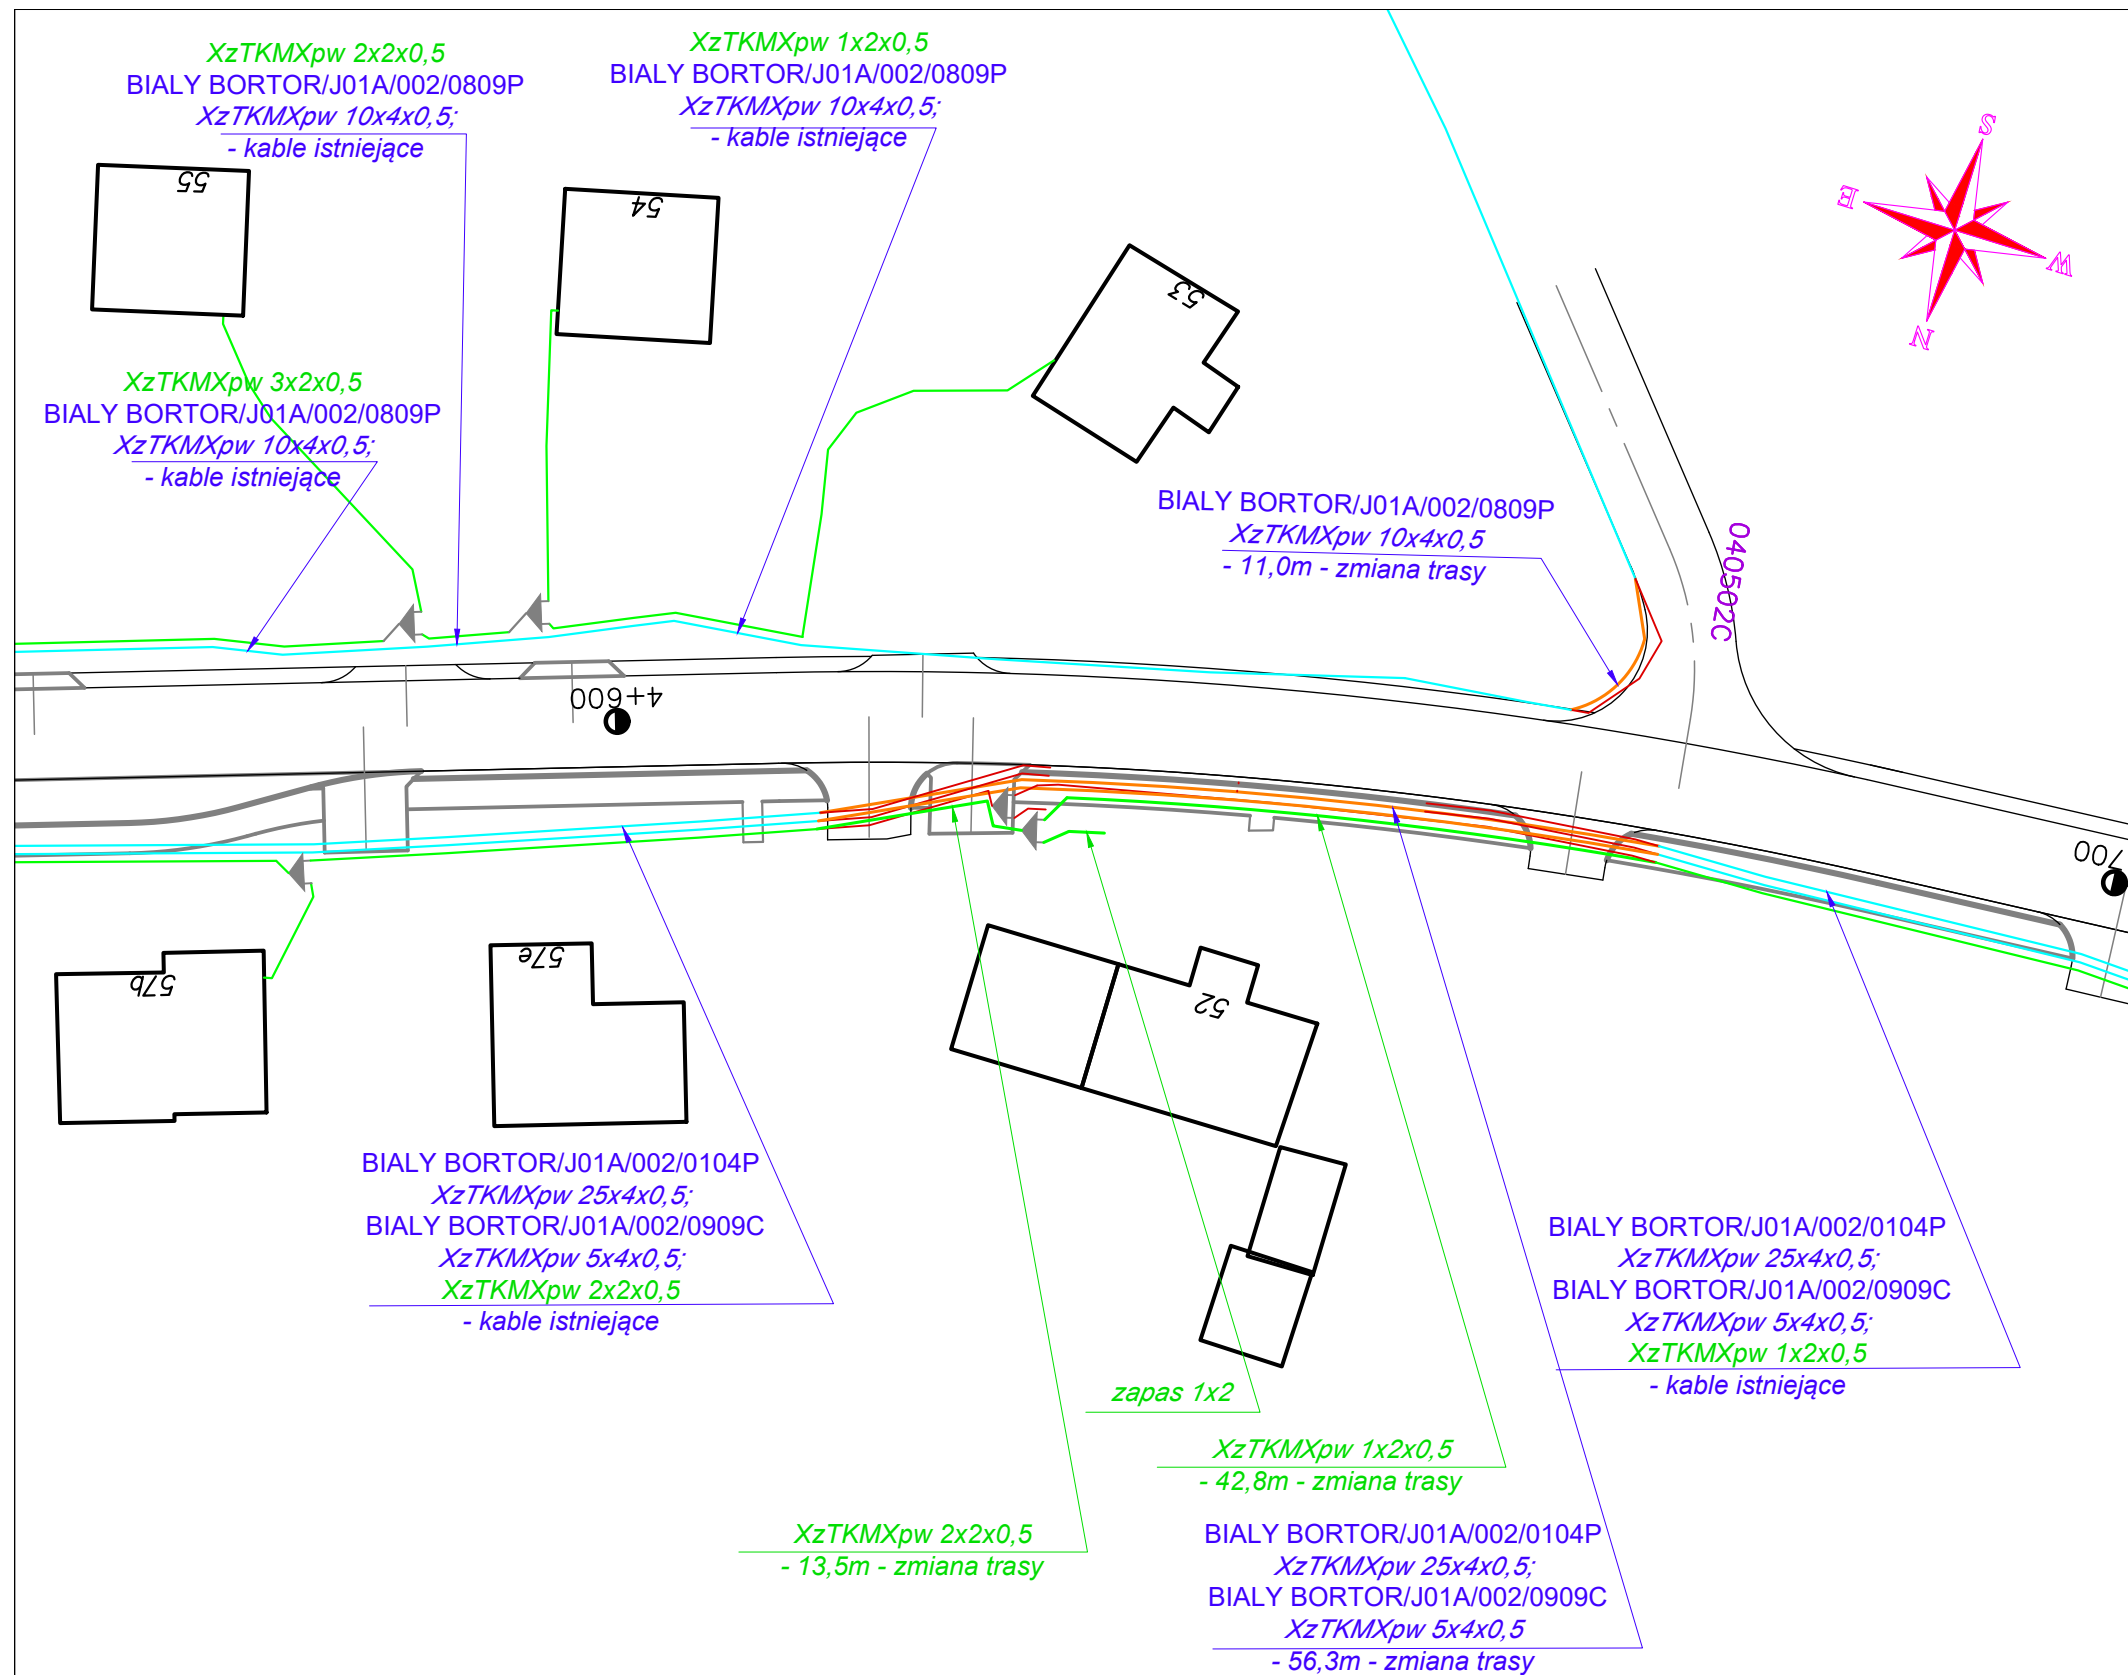 XzTKMXpw 2x2x0,5
BIALY BORTOR/J01A/002/0809P
XzTKMXpw 10x4x0,5;
- kable istniejące
XzTKMXpw 1x2x0,5
BIALY BORTOR/J01A/002/0809P
XzTKMXpw 10x4x0,5;
- kable istniejące
S
E
W
N
55
54
53
XzTKMXpw 3x2x0,5
BIALY BORTOR/J01A/002/0809P
XzTKMXpw 10x4x0,5;
- kable istniejące
BIALY BORTOR/J01A/002/0809P
XzTKMXpw 10x4x0,5
- 11,0m - zmiana trasy
040502C
4+600
700
57b
57e
52
BIALY BORTOR/J01A/002/0104P
XzTKMXpw 25x4x0,5;
BIALY BORTOR/J01A/002/0909C
XzTKMXpw 5x4x0,5;
XzTKMXpw 2x2x0,5
- kable istniejące
BIALY BORTOR/J01A/002/0104P
XzTKMXpw 25x4x0,5;
BIALY BORTOR/J01A/002/0909C
XzTKMXpw 5x4x0,5;
XzTKMXpw 1x2x0,5
- kable istniejące
zapas 1x2
XzTKMXpw 1x2x0,5
- 42,8m - zmiana trasy
XzTKMXpw 2x2x0,5
- 13,5m - zmiana trasy
BIALY BORTOR/J01A/002/0104P
XzTKMXpw 25x4x0,5;
BIALY BORTOR/J01A/002/0909C
XzTKMXpw 5x4x0,5
- 56,3m - zmiana trasy